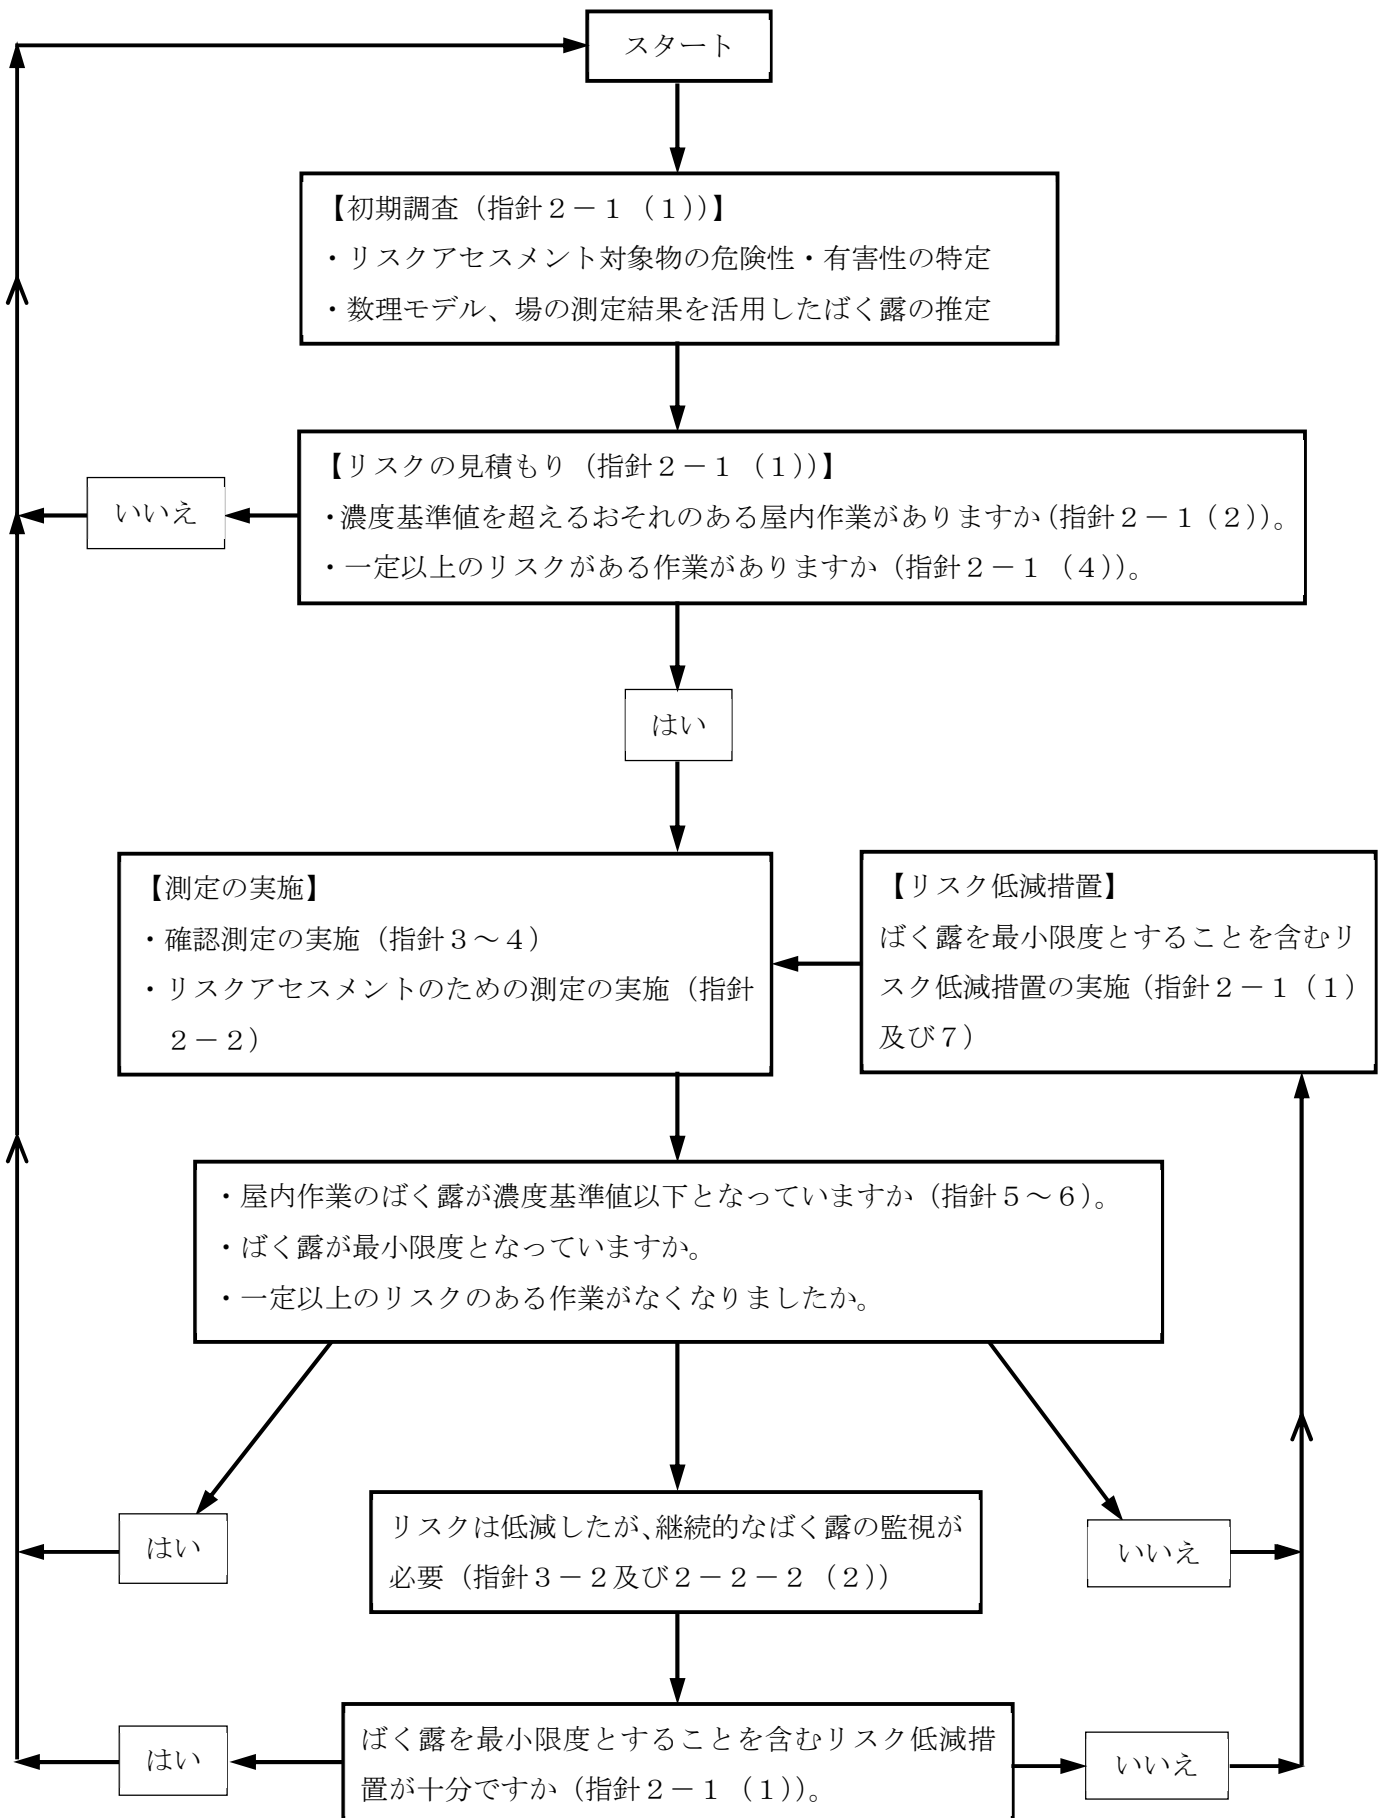 スタート
【初期調査（指針２－１（１））】
・リスクアセスメント対象物の危険性・有害性の特定
・数理モデル、場の測定結果を活用したばく露の推定
【リスクの見積もり（指針２－１（１））】
・濃度基準値を超えるおそれのある屋内作業がありますか（指針２－１（２））。
・一定以上のリスクがある作業がありますか（指針２－１（４））。
いいえ
はい
【測定の実施】
・確認測定の実施（指針３～４）
・リスクアセスメントのための測定の実施（指針
２－２）
【リスク低減措置】
ばく露を最小限度とすることを含むリ
スク低減措置の実施（指針２－１（１）
及び７）
・屋内作業のばく露が濃度基準値以下となっていますか（指針５～６）。
・ばく露が最小限度となっていますか。
・一定以上のリスクのある作業がなくなりましたか。
はい
リスクは低減したが、継続的なばく露の監視が
必要（指針３－２及び２－２－２（２））
いいえ
はい
ばく露を最小限度とすることを含むリスク低減措
置が十分ですか（指針２－１（１））。
いいえ